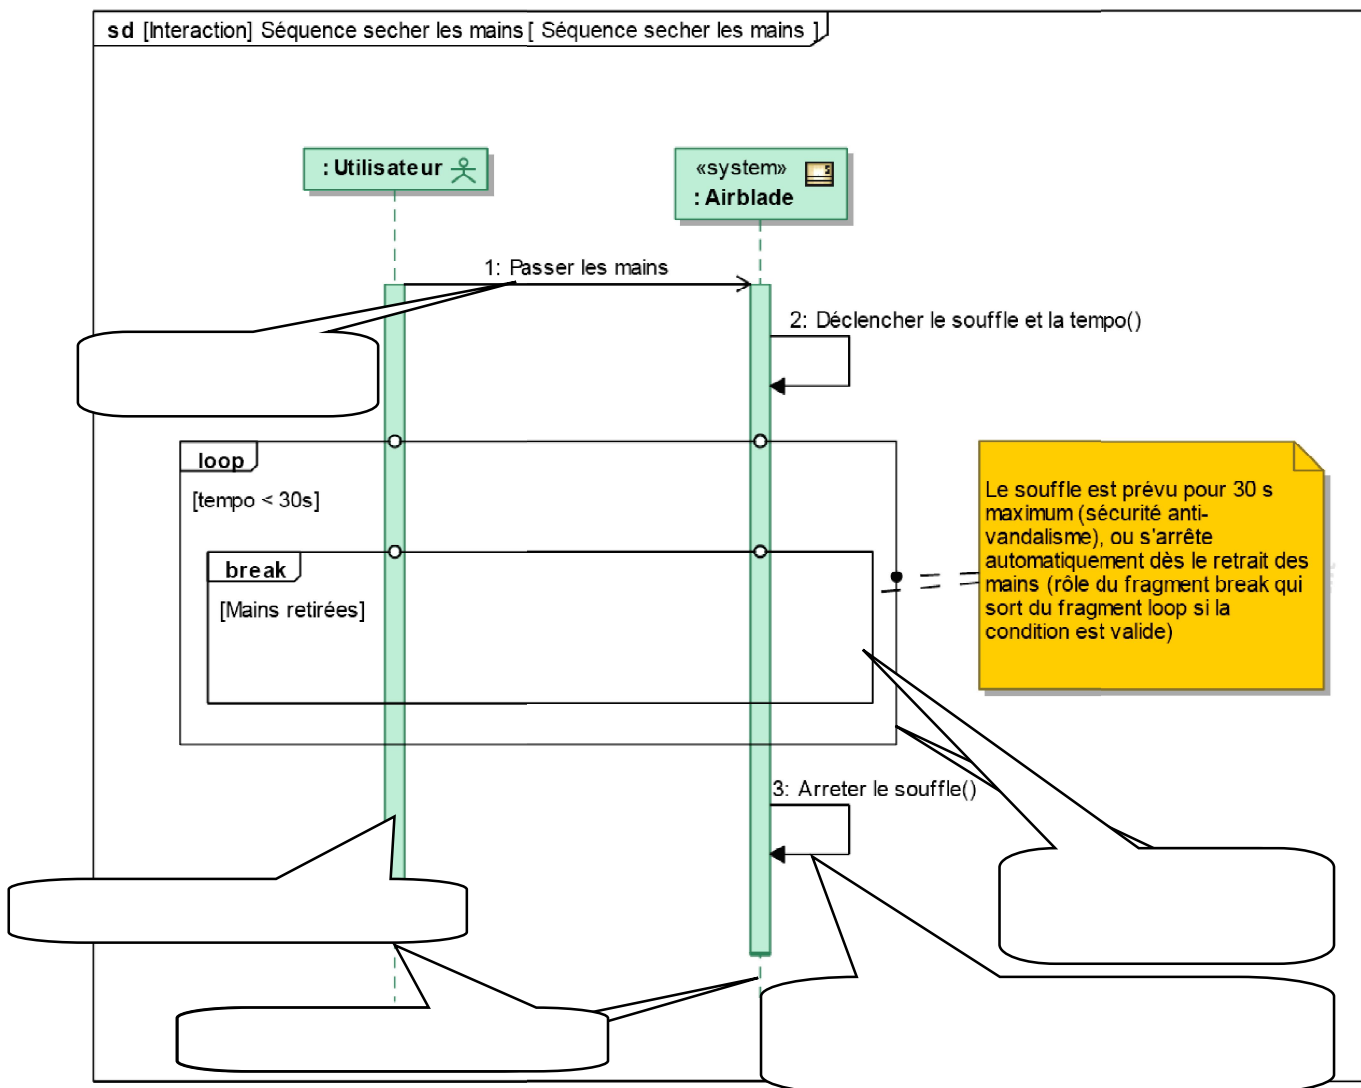 sd [Interaction] Séquence secher les mains [ Séquence secher les mains ]
: Utilisateur
«system»
: Airblade
1: Passer les mains
2: Déclencher le souffle et la tempo()
loop
[tempo < 30s]
break
[Mains retirées]
Le souffle est prévu pour 30 s
maximum (sécurité anti-
vandalisme), ou s'arrête
automatiquement dès le retrait des
mains (rôle du fragment break qui
sort du fragment loop si la
condition est valide)
3: Arreter le souffle()